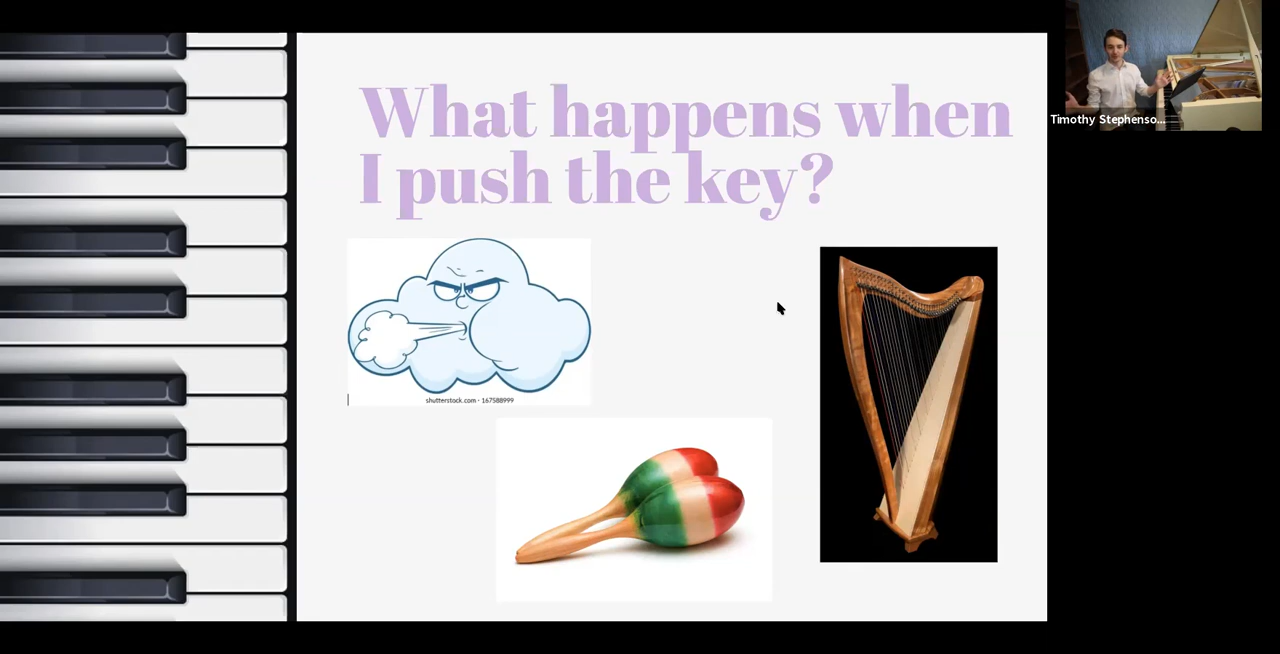 What happens when
I push the key?
Timothy Stephenso...
shutterstock.com • 167588999